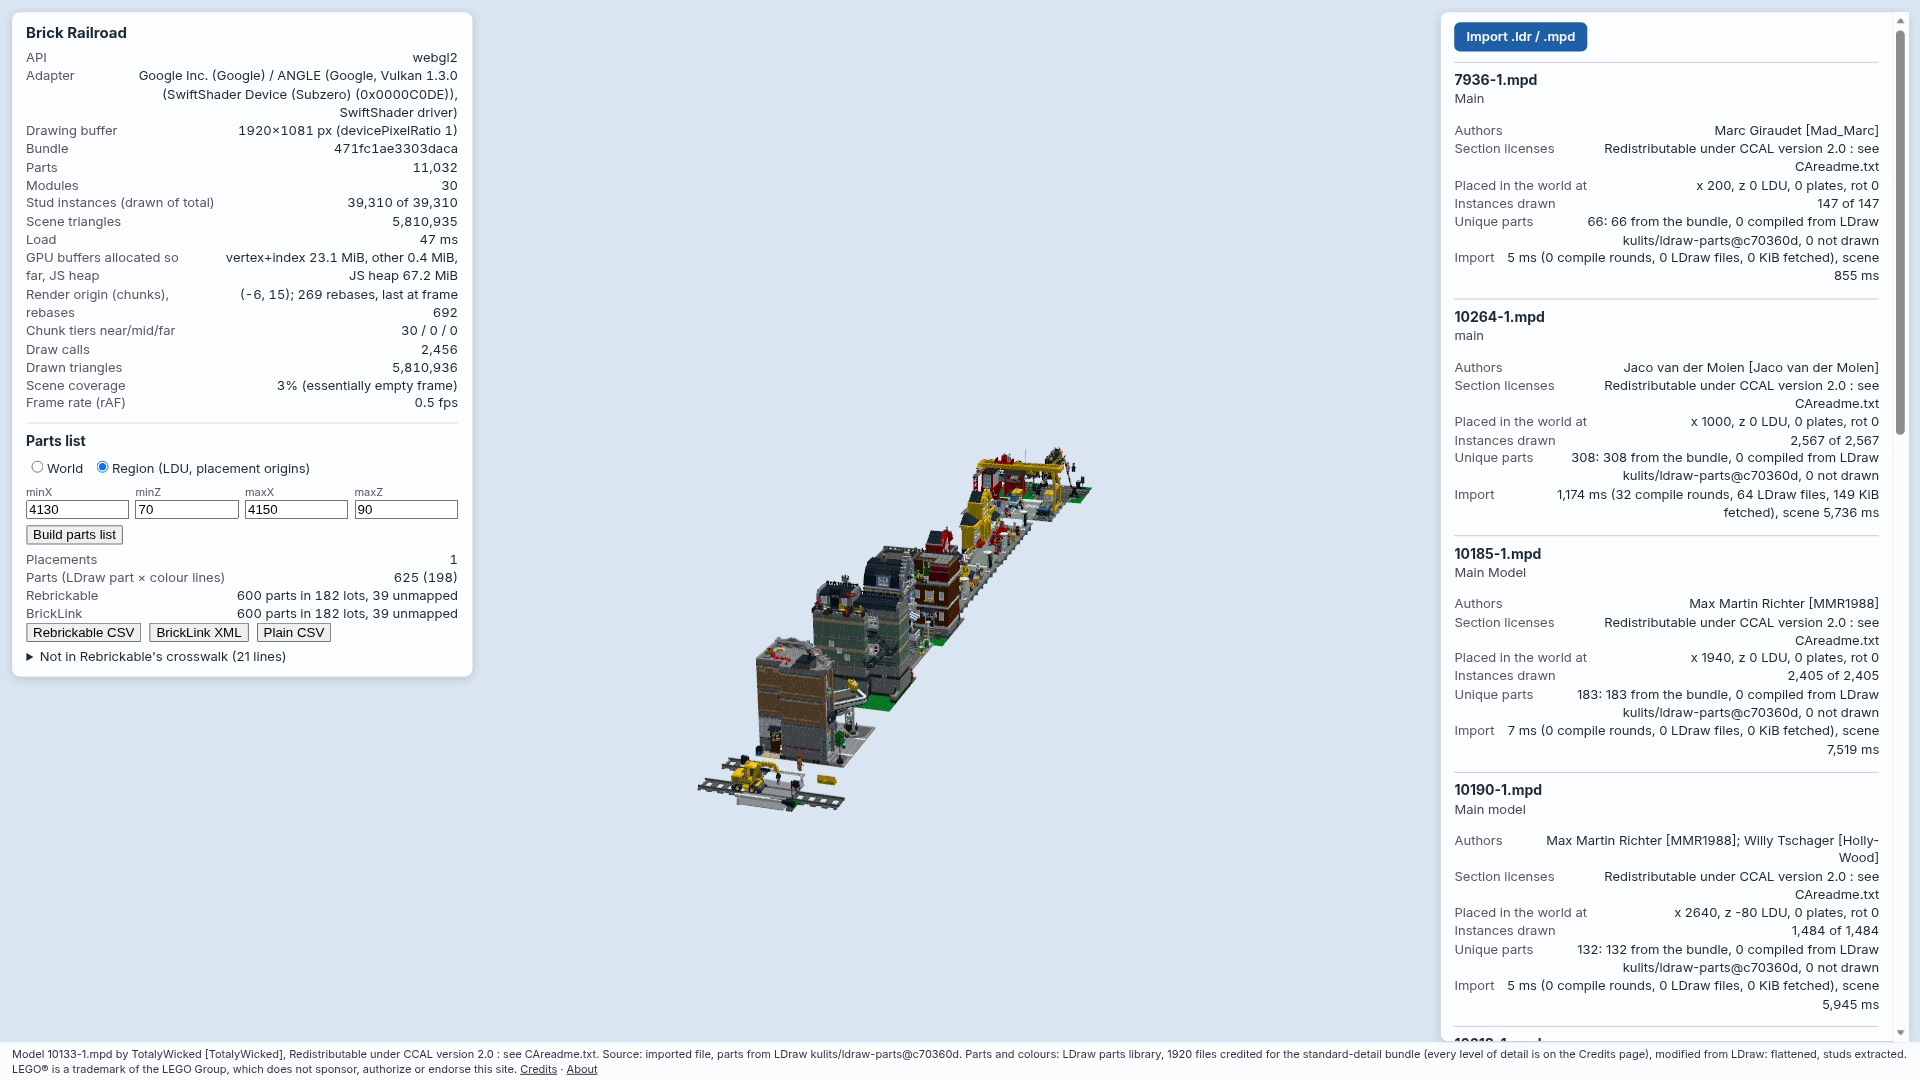 Brick Railroad
API webgl2
Adapter Google Inc. (Google) / ANGLE (Google, Vulkan 1.3.0
(SwiftShader Device (Subzero) (0x0000C0DE)),
SwiftShader driver)
Drawing buffer 1920×1081 px (devicePixelRatio 1)
Bundle 471fc1ae3303daca
Parts 11,032
Modules 30
Stud instances (drawn of total) 39,310 of 39,310
Scene triangles 5,810,935
Load 47 ms
GPU buffers allocated so vertex+index 23.1 MiB, other 0.4 MiB,
far, JS heap JS heap 67.2 MiB
Render origin (chunks), (-6, 15); 269 rebases, last at frame
rebases 692
Chunk tiers near/mid/far 30 / 0 / 0
Draw calls 2,456
Drawn triangles 5,810,936
Scene coverage 3% (essentially empty frame)
Frame rate (rAF) 0.5 fps
Parts list
World Region (LDU, placement origins)
minX minZ maxX maxZ
4130 70 4150 90
Build parts list
Placements 1
Parts (LDraw part × colour lines) 625 (198)
Rebrickable 600 parts in 182 lots, 39 unmapped
BrickLink 600 parts in 182 lots, 39 unmapped
Rebrickable CSV BrickLink XML Plain CSV
▶ Not in Rebrickable's crosswalk (21 lines)
Import .ldr / .mpd
7936-1.mpd
Main
Authors Marc Giraudet [Mad_Marc]
Section licenses Redistributable under CCAL version 2.0 : see
CAreadme.txt
Placed in the world at x 200, z 0 LDU, 0 plates, rot 0
Instances drawn 147 of 147
Unique parts 66: 66 from the bundle, 0 compiled from LDraw
kulits/ldraw-parts@c70360d, 0 not drawn
Import 5 ms (0 compile rounds, 0 LDraw files, 0 KiB fetched), scene
855 ms
10264-1.mpd
main
Authors Jaco van der Molen [Jaco van der Molen]
Section licenses Redistributable under CCAL version 2.0 : see
CAreadme.txt
Placed in the world at x 1000, z 0 LDU, 0 plates, rot 0
Instances drawn 2,567 of 2,567
Unique parts 308: 308 from the bundle, 0 compiled from LDraw
kulits/ldraw-parts@c70360d, 0 not drawn
Import 1,174 ms (32 compile rounds, 64 LDraw files, 149 KiB
fetched), scene 5,736 ms
10185-1.mpd
Main Model
Authors Max Martin Richter [MMR1988]
Section licenses Redistributable under CCAL version 2.0 : see
CAreadme.txt
Placed in the world at x 1940, z 0 LDU, 0 plates, rot 0
Instances drawn 2,405 of 2,405
Unique parts 183: 183 from the bundle, 0 compiled from LDraw
kulits/ldraw-parts@c70360d, 0 not drawn
Import 7 ms (0 compile rounds, 0 LDraw files, 0 KiB fetched), scene
7,519 ms
10190-1.mpd
Main model
Authors Max Martin Richter [MMR1988]; Willy Tschager [Holly-
Wood]
Section licenses Redistributable under CCAL version 2.0 : see
CAreadme.txt
Placed in the world at x 2640, z -80 LDU, 0 plates, rot 0
Instances drawn 1,484 of 1,484
Unique parts 132: 132 from the bundle, 0 compiled from LDraw
kulits/ldraw-parts@c70360d, 0 not drawn
Import 5 ms (0 compile rounds, 0 LDraw files, 0 KiB fetched), scene
5,945 ms
Model 10133-1.mpd by TotalyWicked [TotalyWicked], Redistributable under CCAL version 2.0 : see CAreadme.txt. Source: imported file, parts from LDraw kulits/ldraw-parts@c70360d. Parts and colours: LDraw parts library, 1920 files credited for the standard-detail bundle (every level of detail is on the Credits page), modified from LDraw: flattened, studs extracted.
LEGO® is a trademark of the LEGO Group, which does not sponsor, authorize or endorse this site. Credits · About